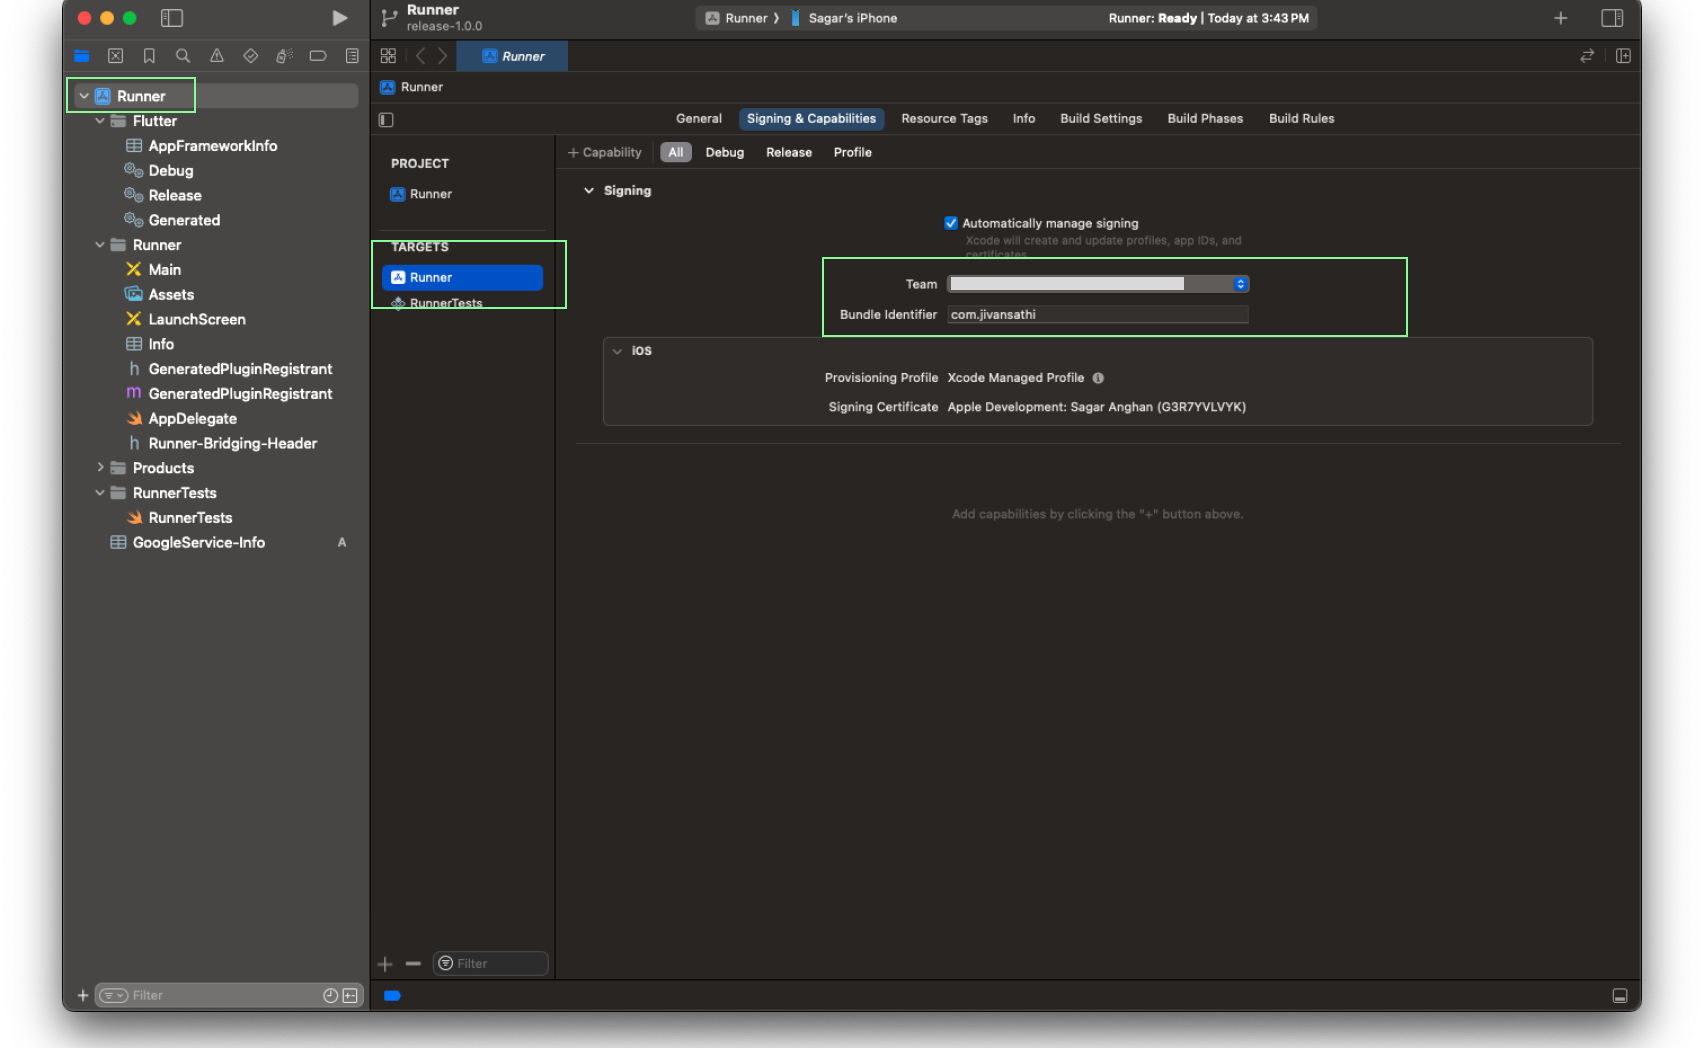 Runner
release-1.0.0
Runner ⟩ Sagar's iPhone
Runner: Ready | Today at 3:43 PM
Runner
Runner
Runner
Flutter
AppFrameworkInfo
Debug
Release
Generated
Runner
Main
Assets
LaunchScreen
Info
h GeneratedPluginRegistrant
m GeneratedPluginRegistrant
AppDelegate
h Runner-Bridging-Header
Products
RunnerTests
RunnerTests
GoogleService-Info A
+ Filter
General Signing & Capabilities Resource Tags Info Build Settings Build Phases Build Rules
PROJECT
Runner
TARGETS
Runner
RunnerTests
+ − Filter
+ Capability All Debug Release Profile
Signing
Automatically manage signing
Xcode will create and update profiles, app IDs, and
certificates.
Team
Bundle Identifier com.jivansathi
iOS
Provisioning Profile Xcode Managed Profile
Signing Certificate Apple Development: Sagar Anghan (G3R7YVLVYK)
Add capabilities by clicking the "+" button above.